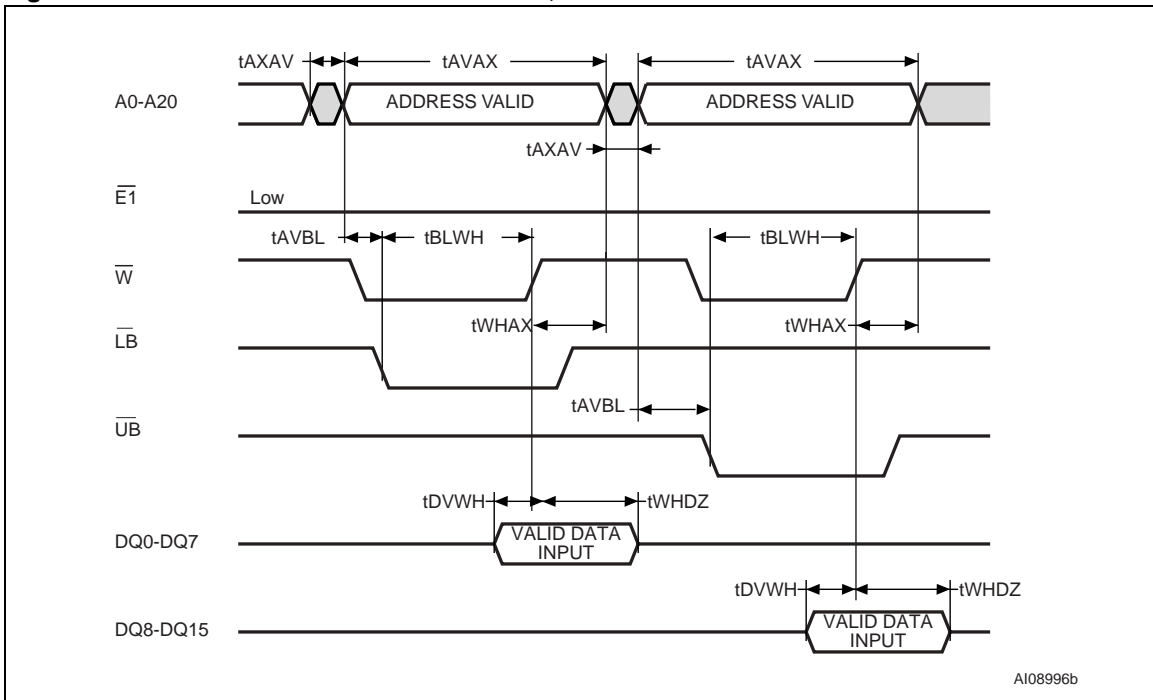 tAXAV tAVAX tAVAX
A0-A20 ADDRESS VALID ADDRESS VALID
tAXAV
E1 Low
tAVBL tBLWH tBLWH
W
tWHAX tWHAX
LB
tAVBL
UB
tDVWH tWHDZ
DQ0-DQ7 VALID DATA
INPUT
tDVWH tWHDZ
DQ8-DQ15 VALID DATA
INPUT
AI08996b